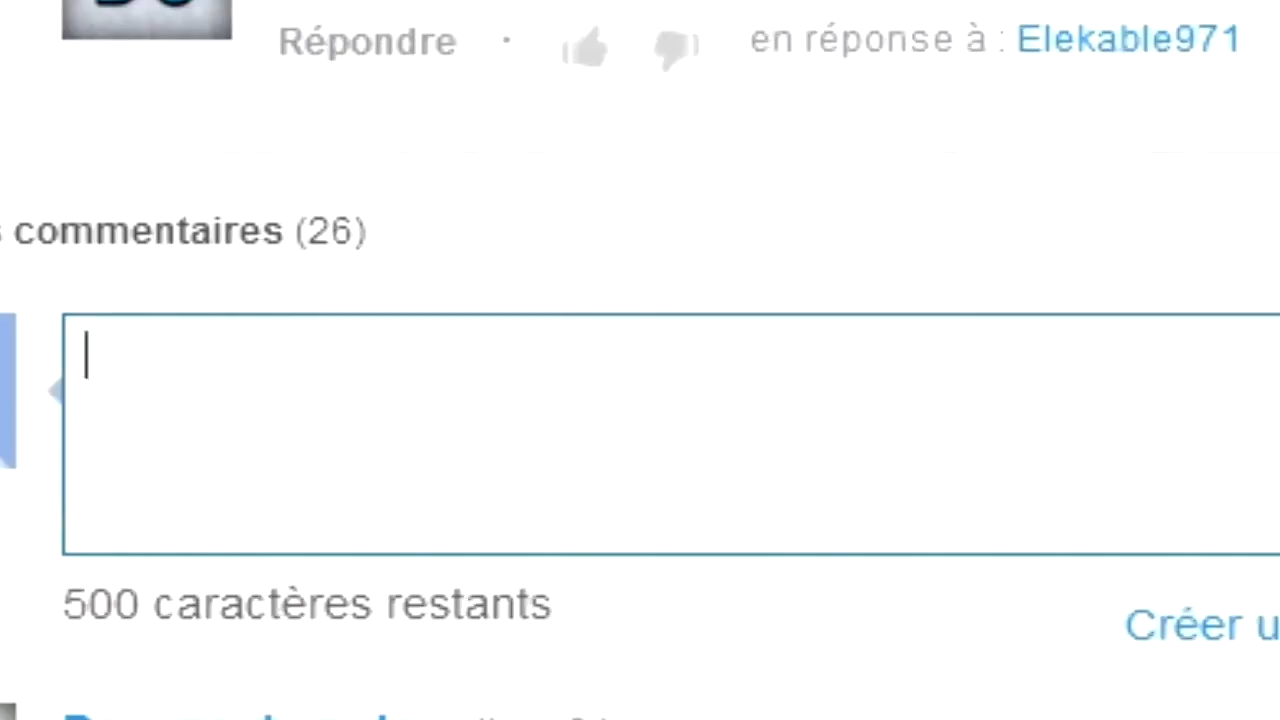 Répondre · en réponse à : Elekable971
commentaires (26)
500 caractères restants
Créer u